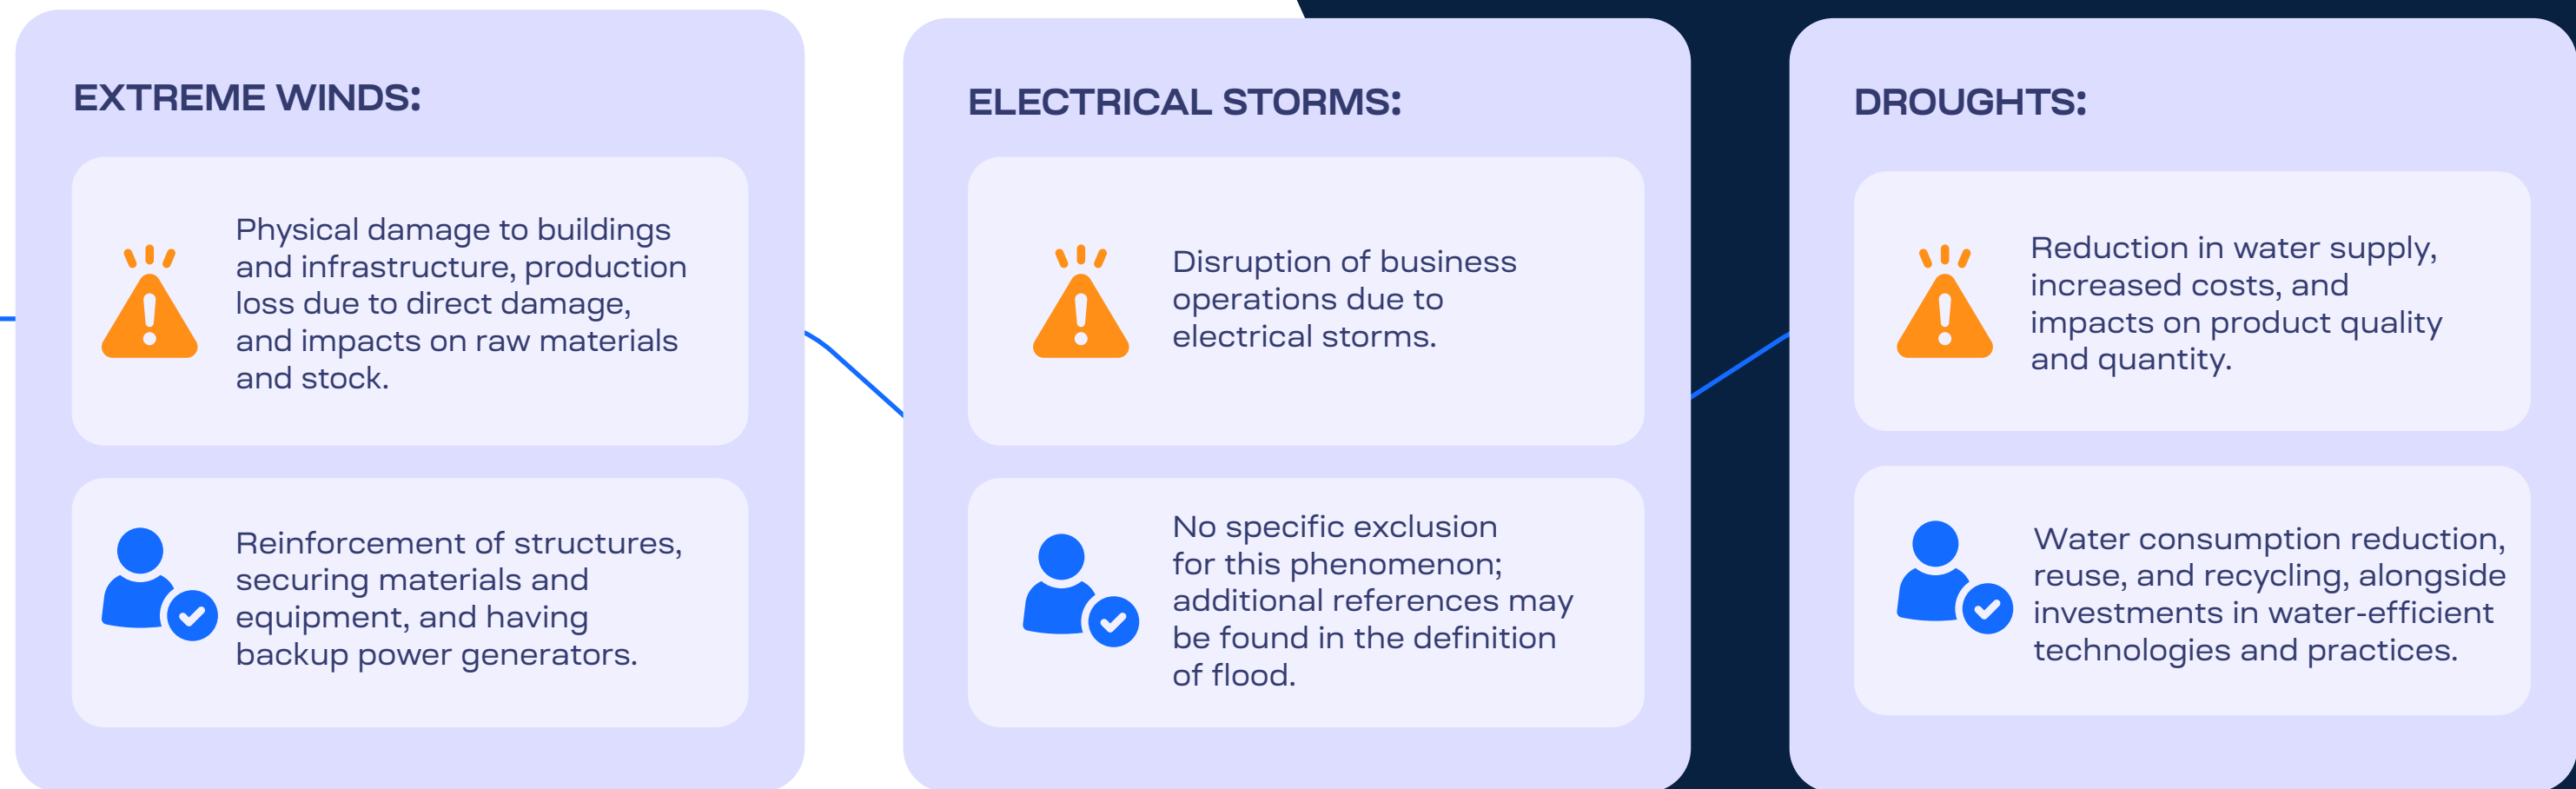 EXTREME WINDS:
Physical damage to buildings
and infrastructure, production
loss due to direct damage,
and impacts on raw materials
and stock.
Reinforcement of structures,
securing materials and
equipment, and having
backup power generators.
ELECTRICAL STORMS:
Disruption of business
operations due to
electrical storms.
No specific exclusion
for this phenomenon;
additional references may
be found in the definition
of flood.
DROUGHTS:
Reduction in water supply,
increased costs, and
impacts on product quality
and quantity.
Water consumption reduction,
reuse, and recycling, alongside
investments in water-efficient
technologies and practices.